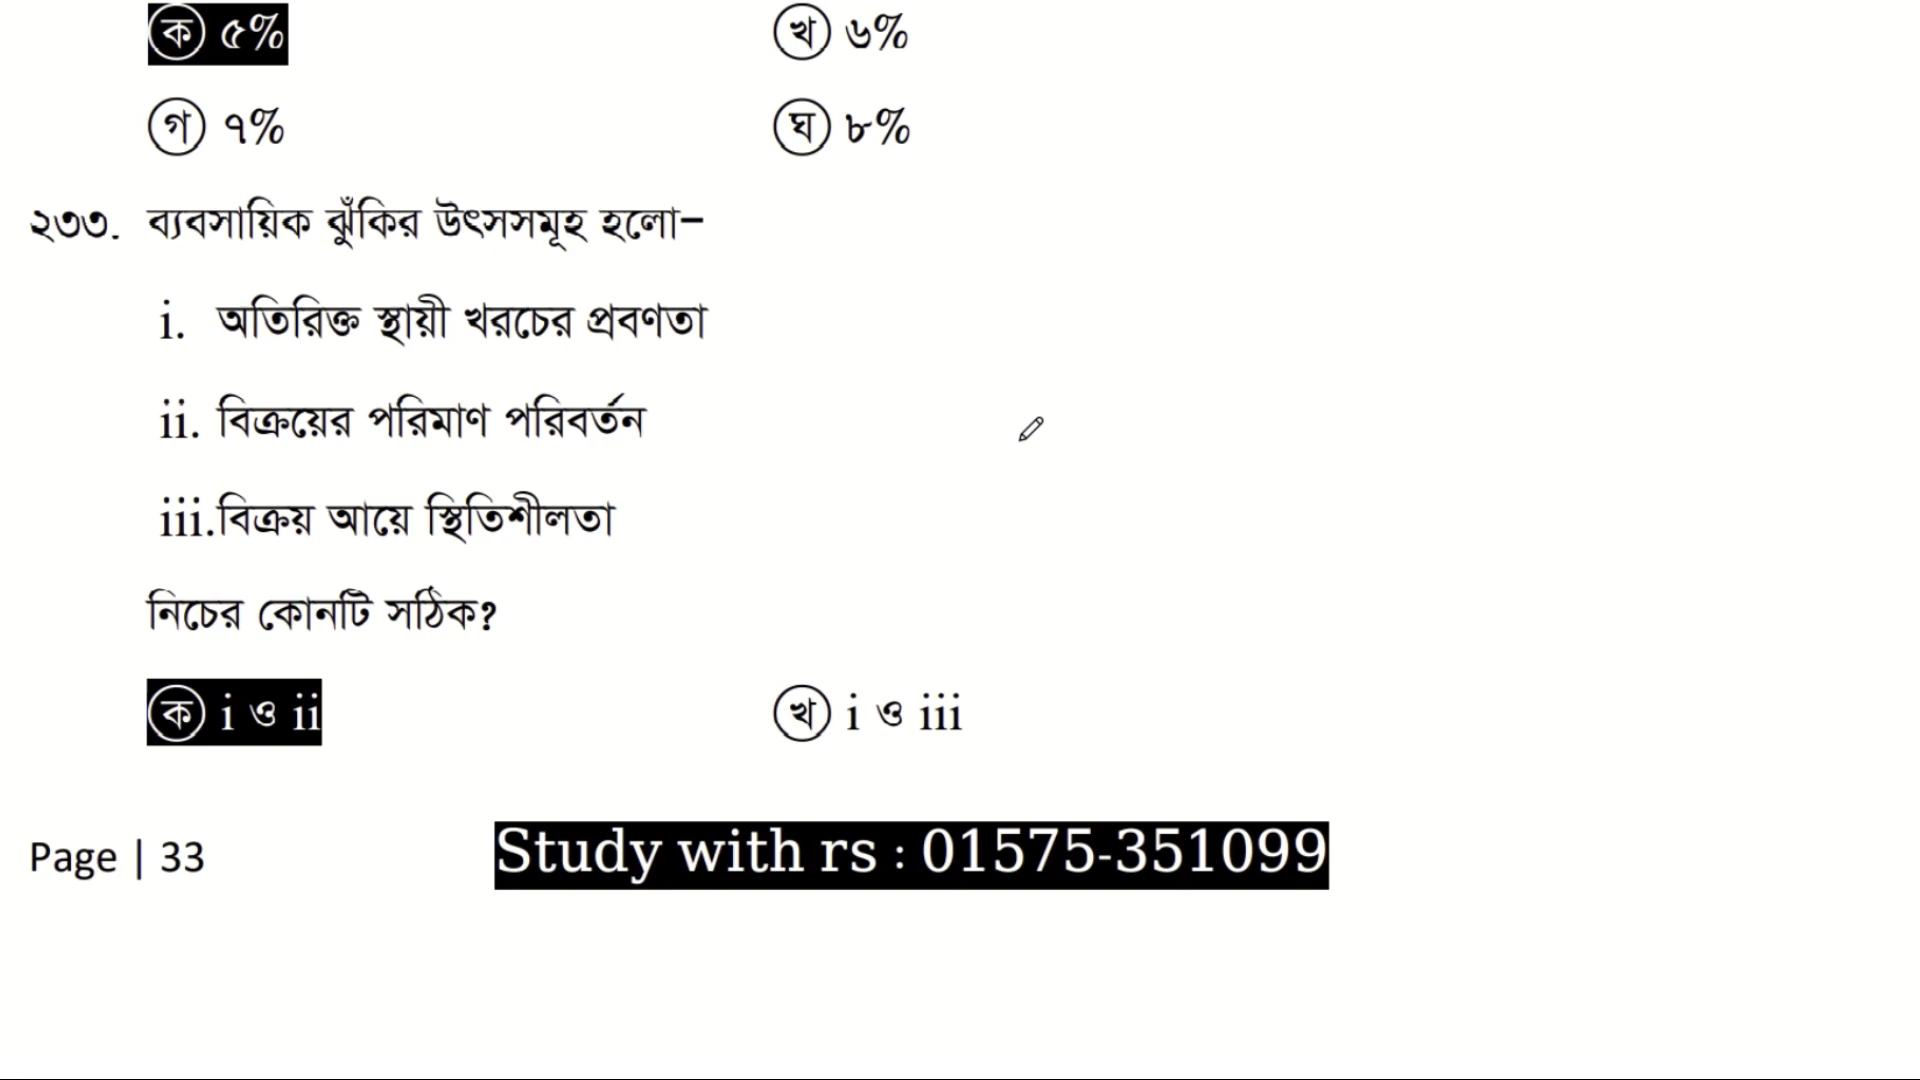 ক ৫% খ ৬%
গ ৭% ঘ ৮%
২৩৩. ব্যবসায়িক ঝুঁকির উৎসসমূহ হলো–
i. অতিরিক্ত স্থায়ী খরচের প্রবণতা
ii. বিক্রয়ের পরিমাণ পরিবর্তন
iii.বিক্রয় আয়ে স্থিতিশীলতা
নিচের কোনটি সঠিক?
ক i ও ii খ i ও iii
Page | 33 Study with rs : 01575-351099